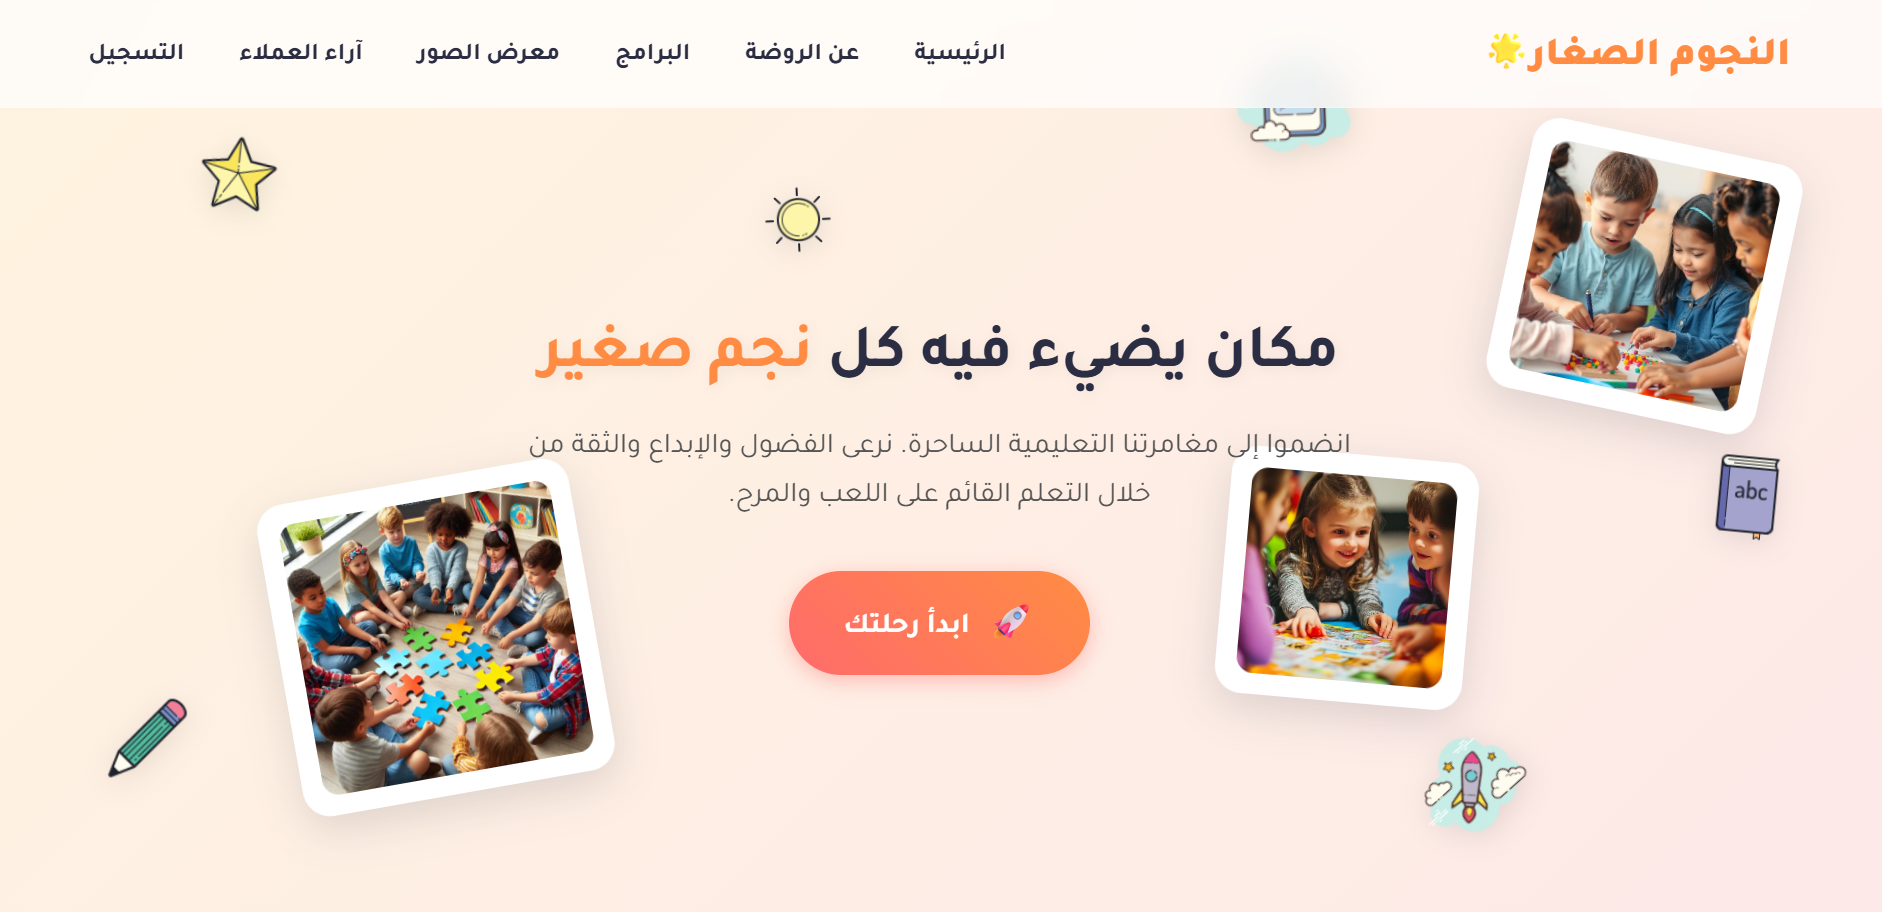 النجوم الصغار🌟
الرئيسية
عن الروضة
البرامج
معرض الصور
آراء العملاء
التسجيل
مكان يضيء فيه كل نجم صغير
انضموا إلى مغامرتنا التعليمية الساحرة. نرعى الفضول والإبداع والثقة من
خلال التعلم القائم على اللعب والمرح.
🚀 ابدأ رحلتك
abc